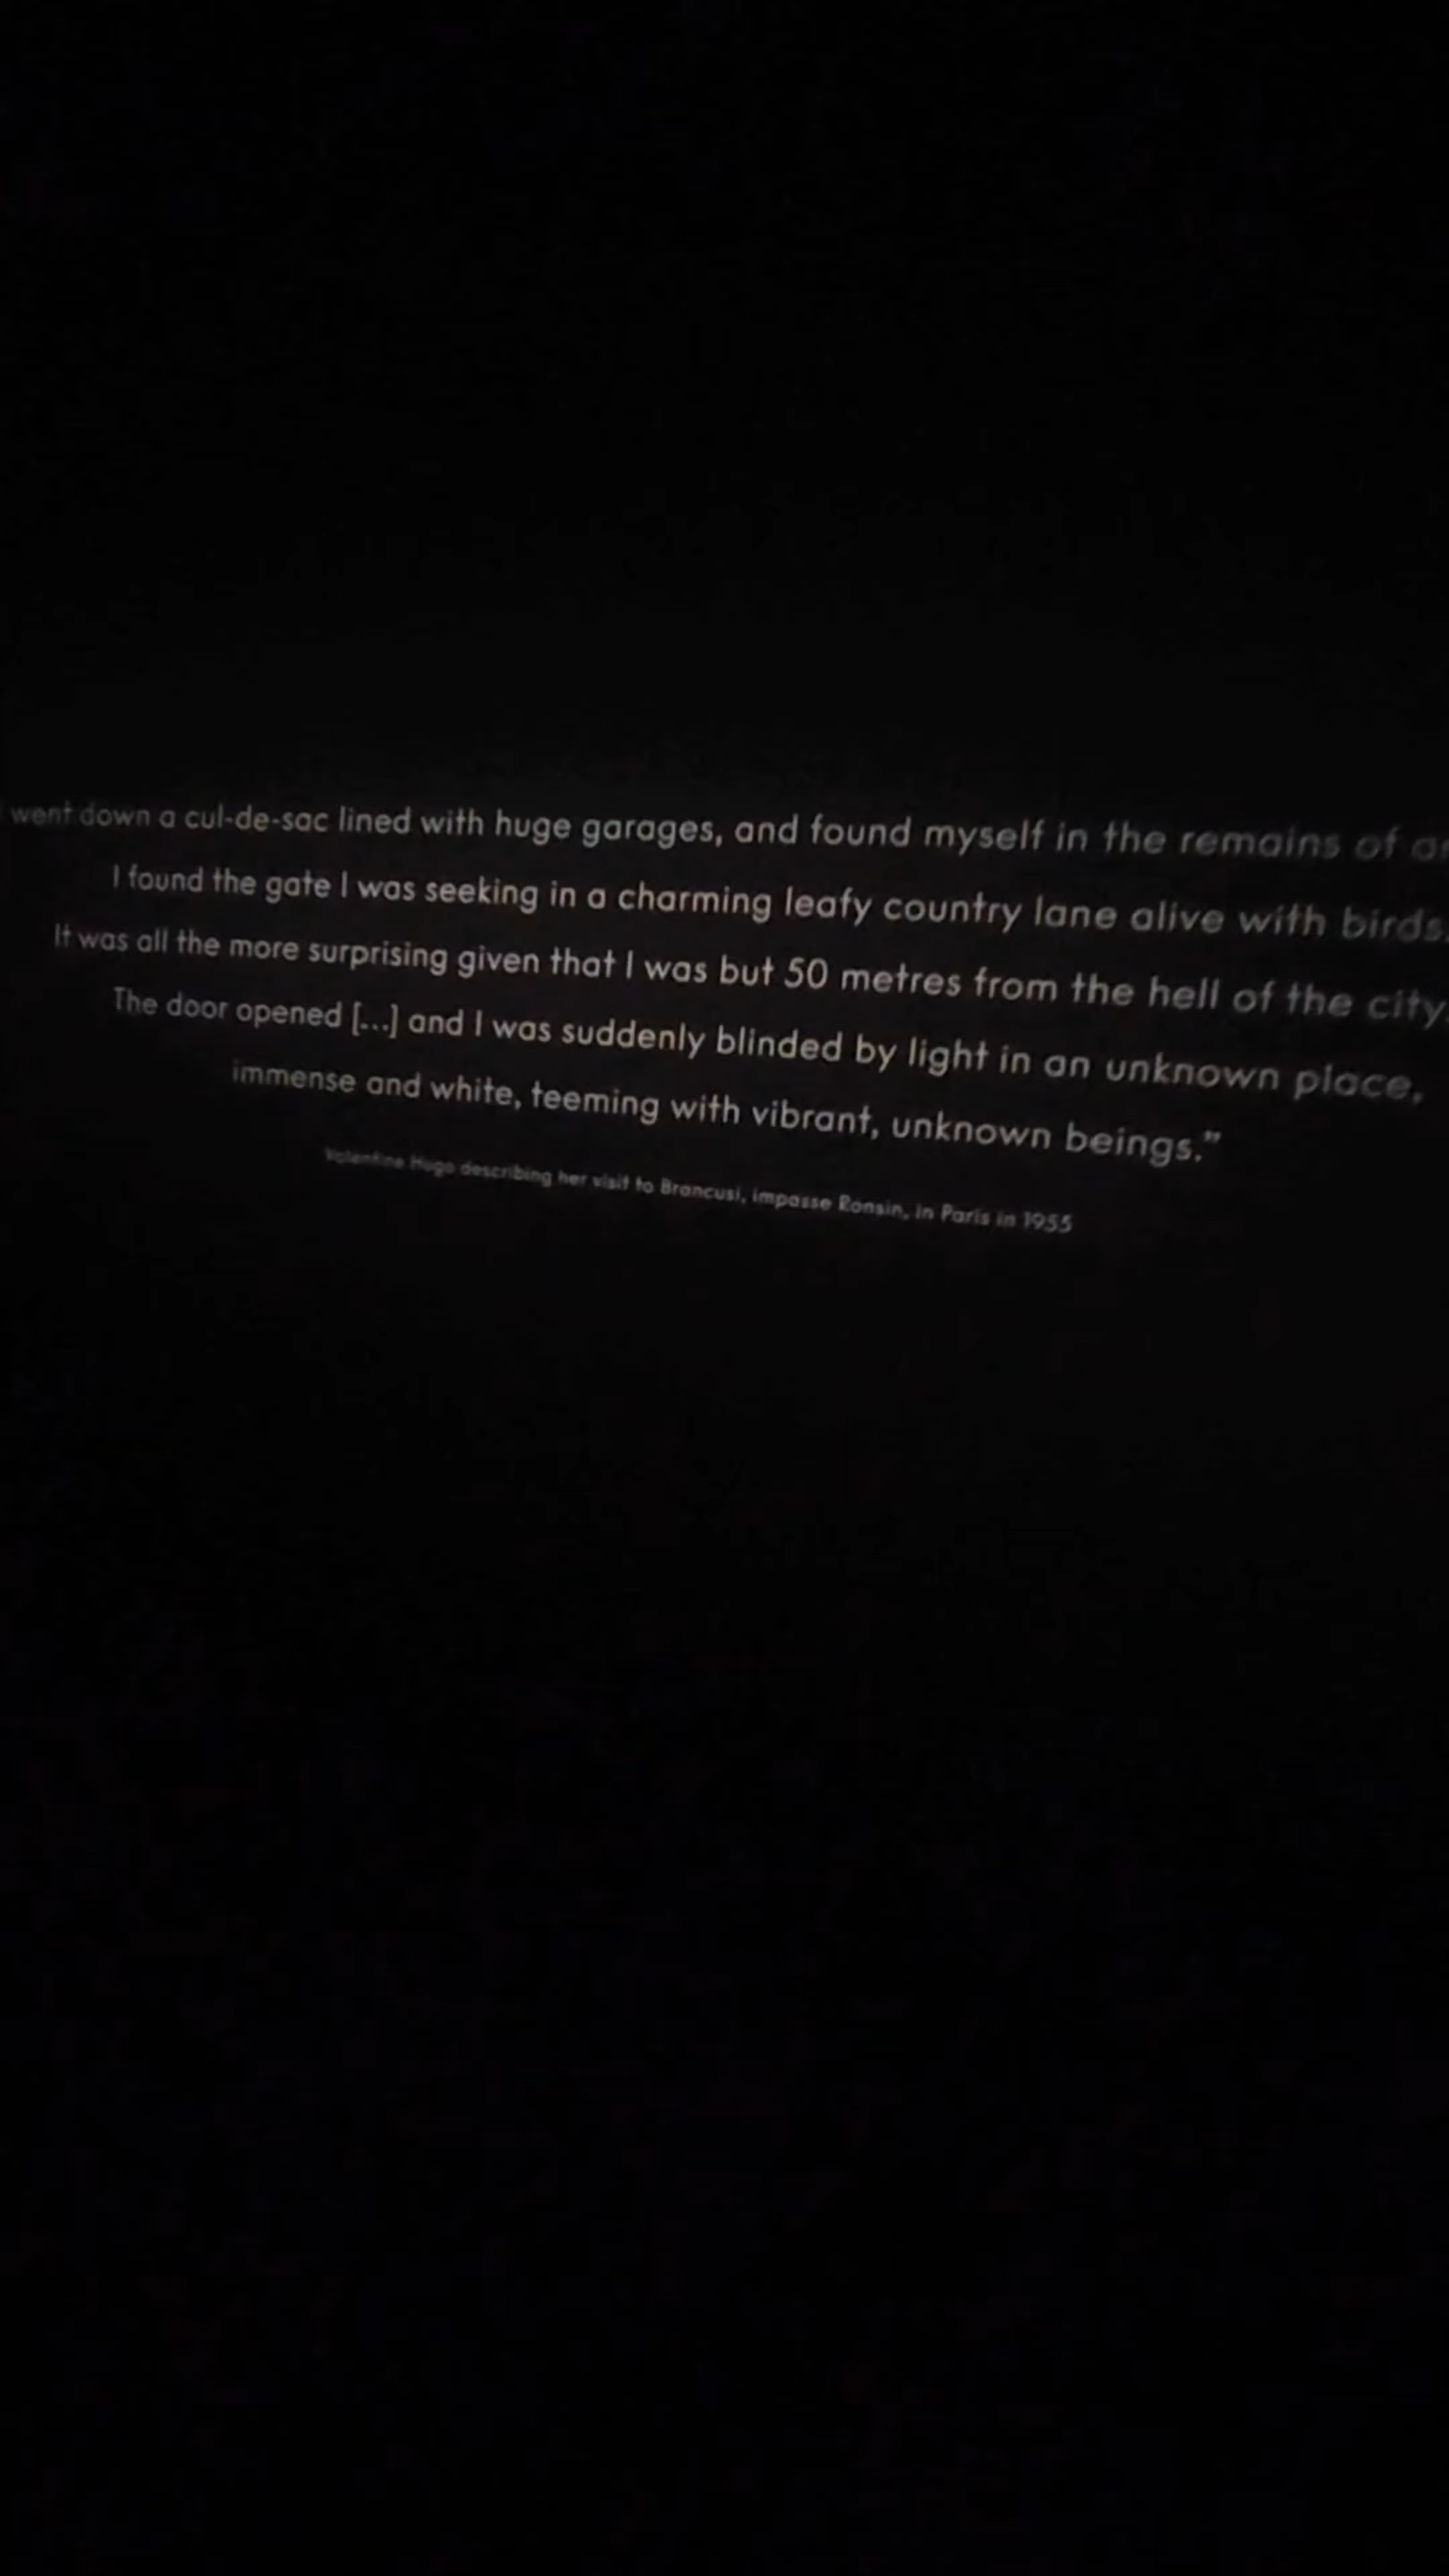 went down a cul-de-sac lined with huge garages, and found myself in the remains of
I found the gate I was seeking in a charming leafy country lane alive with birds.
It was all the more surprising given that I was but 50 metres from the hell of the city.
The door opened [...] and I was suddenly blinded by light in an unknown place,
immense and white, teeming with vibrant, unknown beings.”
Valentine Hugo describing her visit to Brancusi, impasse Ronsin, in Paris in 1955